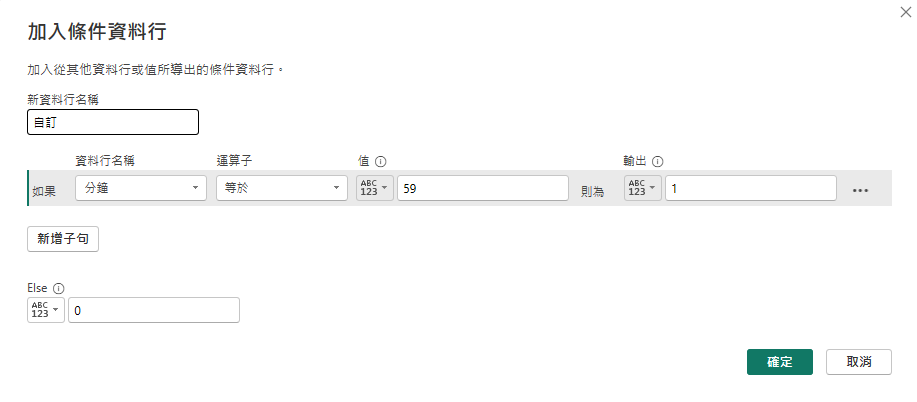 加入條件資料行
加入從其他資料行或值所導出的條件資料行。
新資料行名稱
自訂
資料行名稱 運算子 值 輸出
如果 分鐘 等於 ABC 123 59 則為 ABC 123 1 ...
新增子句
Else
ABC 123 0
確定 取消